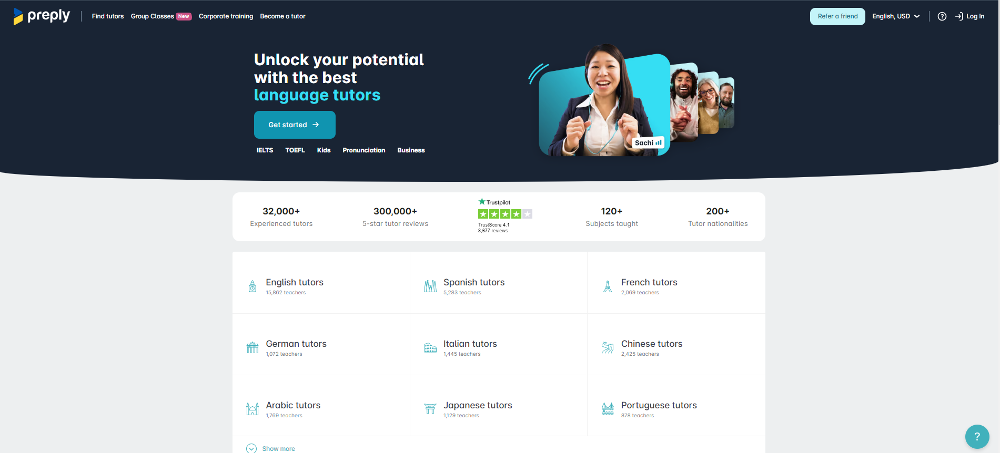 preply
Find tutors
Group Classes New
Corporate training
Become a tutor
Refer a friend
English, USD
?
Log In
Unlock your potential
with the best
language tutors
Get started
IELTS
TOEFL
Kids
Pronunciation
Business
Sachi
32,000+
Experienced tutors
300,000+
5-star tutor reviews
Trustpilot
TrustScore 4.1
8,677 reviews
120+
Subjects taught
200+
Tutor nationalities
English tutors
15,862 teachers
Spanish tutors
5,283 teachers
French tutors
2,069 teachers
German tutors
1,072 teachers
Italian tutors
1,445 teachers
Chinese tutors
2,425 teachers
Arabic tutors
1,769 teachers
Japanese tutors
1,129 teachers
Portuguese tutors
878 teachers
Show more
?